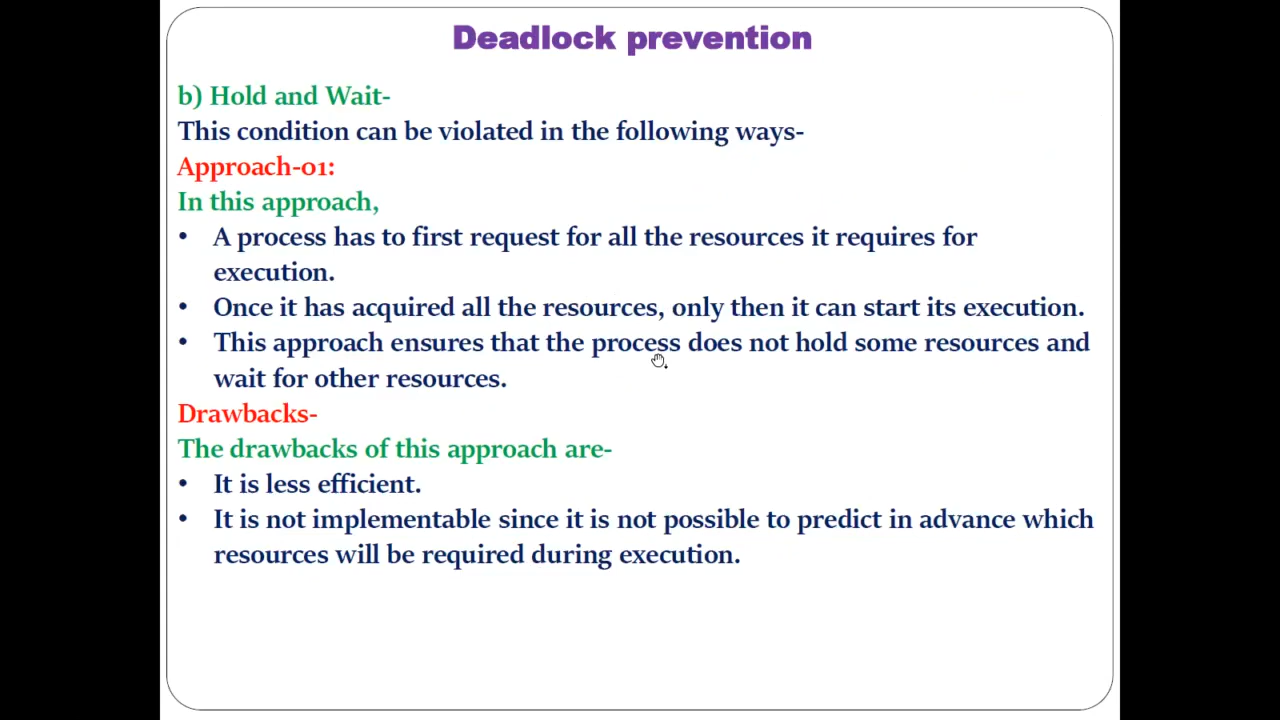 Deadlock prevention
b) Hold and Wait-
This condition can be violated in the following ways-
Approach-01:
In this approach,
• A process has to first request for all the resources it requires for
execution.
• Once it has acquired all the resources, only then it can start its execution.
• This approach ensures that the process does not hold some resources and
wait for other resources.
Drawbacks-
The drawbacks of this approach are-
• It is less efficient.
• It is not implementable since it is not possible to predict in advance which
resources will be required during execution.